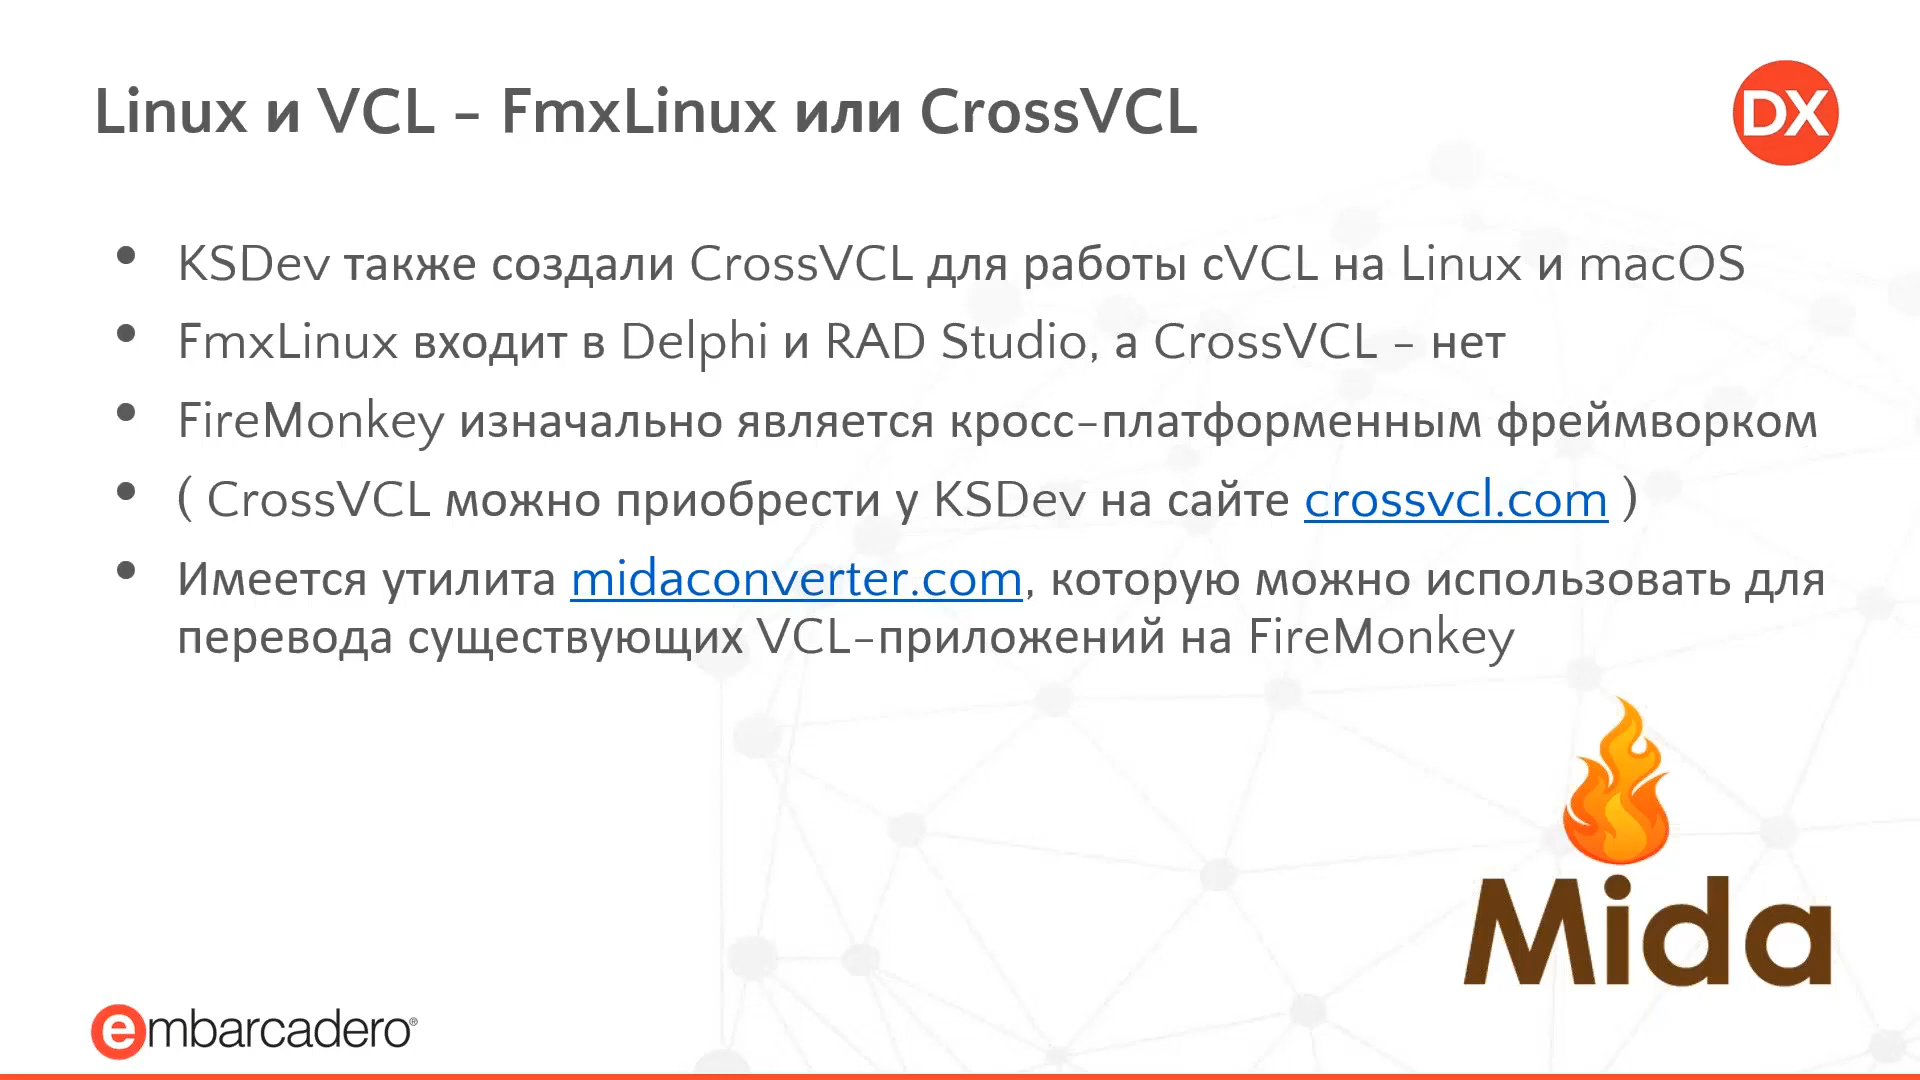 Linux и VCL - FmxLinux или CrossVCL
DX
• KSDev также создали CrossVCL для работы сVCL на Linux и macOS
• FmxLinux входит в Delphi и RAD Studio, а CrossVCL - нет
• FireMonkey изначально является кросс-платформенным фреймворком
• ( CrossVCL можно приобрести у KSDev на сайте crossvcl.com )
• Имеется утилита midaconverter.com, которую можно использовать для
перевода существующих VCL-приложений на FireMonkey
Mida
embarcadero®